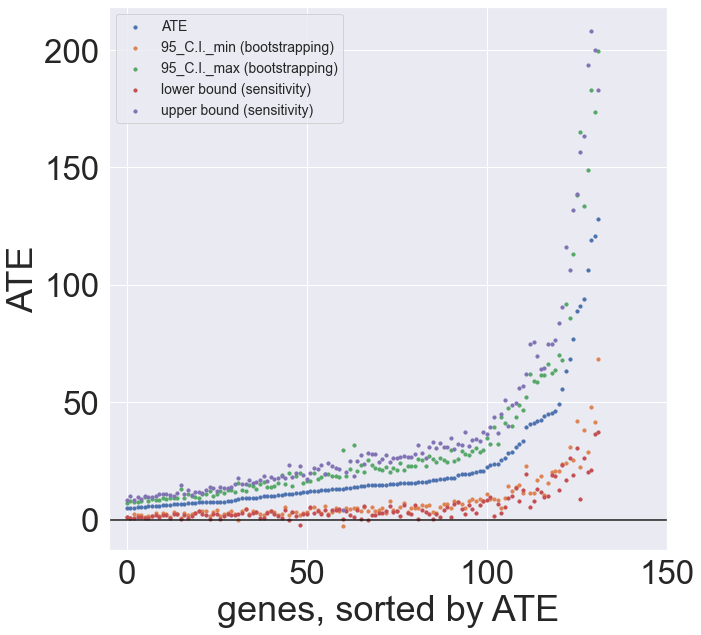 ATE
95_C.I._min (bootstrapping)
95_C.I._max (bootstrapping)
lower bound (sensitivity)
upper bound (sensitivity)
200
150
100
50
0
ATE
0 50 100 150
genes, sorted by ATE